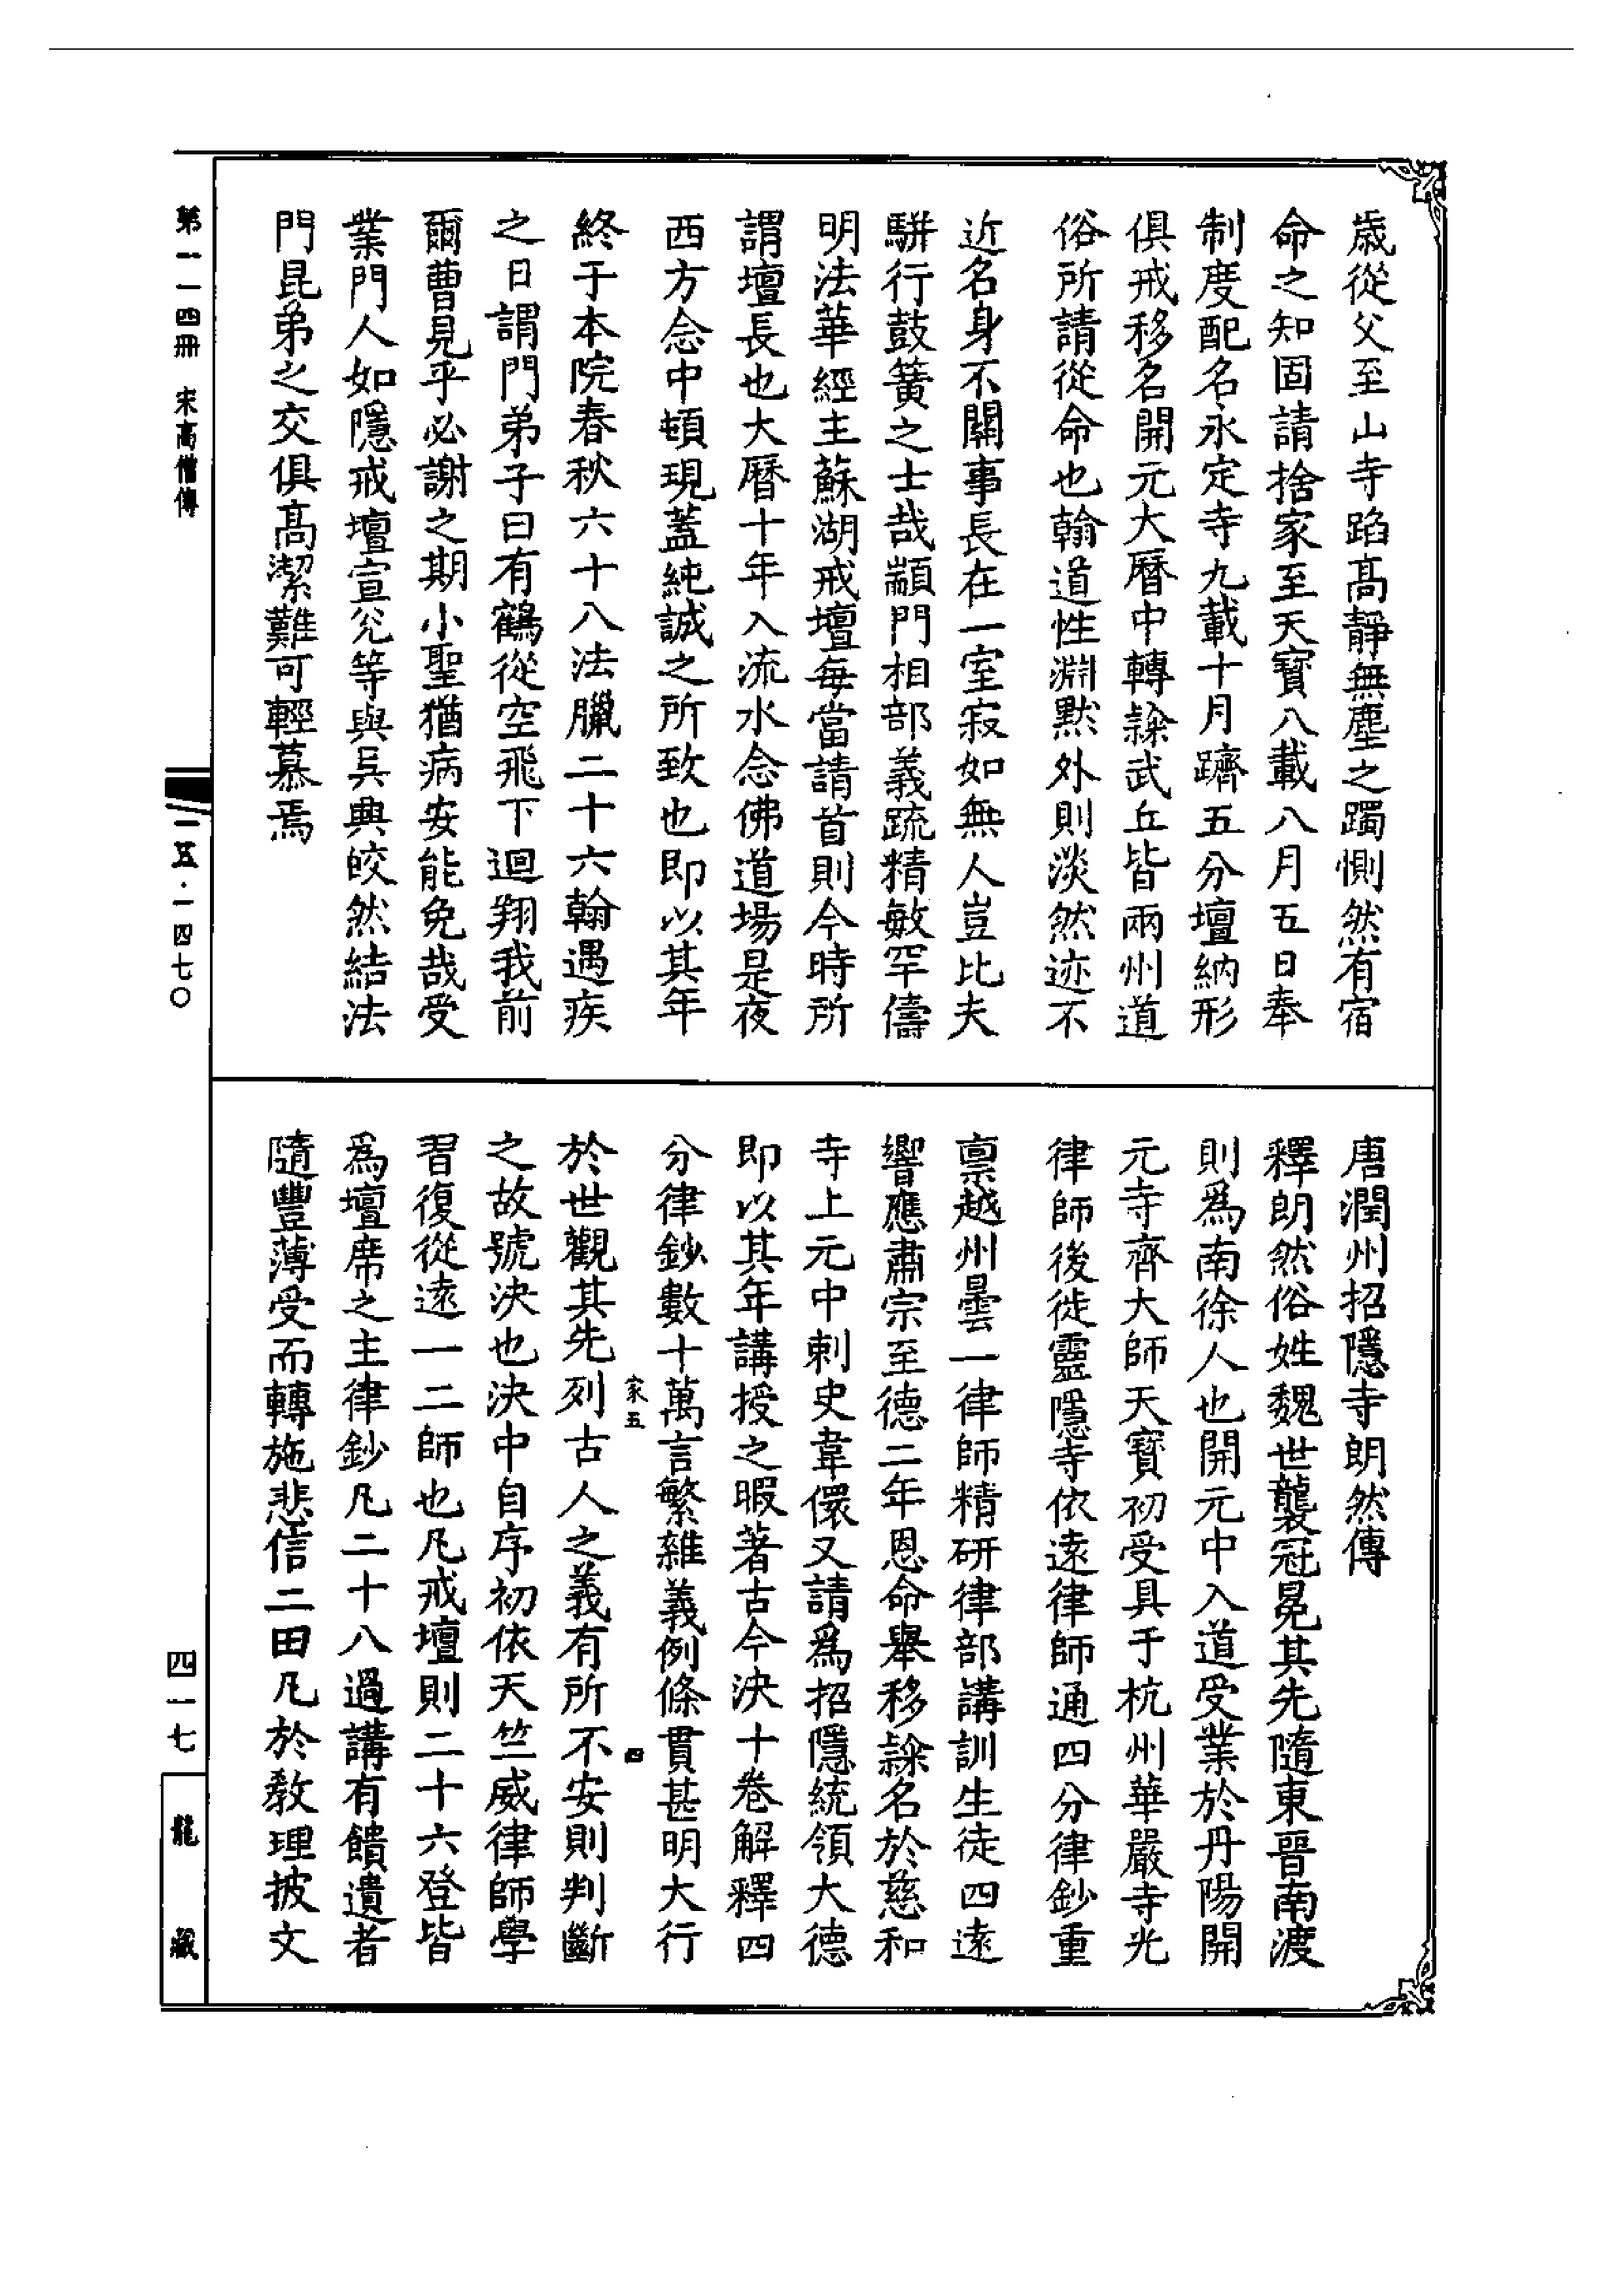 歲從父至山寺蹈高靜無塵之躅惻然有宿
命之知固請捨家至天寶八載八月五日奉
制度配名永定寺九載十月躋五分壇納形
俱戒移名開元大曆中轉隷武丘皆兩州道
俗所請從命也翰道性淵默外則淡然迹不
近名身不關事長在一室寂如無人豈比夫
駢行鼓簧之士哉顓門相部義疏精敏罕儔
明法華經主蘇湖戒壇每當請首則今時所
謂壇長也大曆十年入流水念佛道場是夜
西方念中頓現蓋純誠之所致也即以其年
終于本院春秋六十八法臘二十六翰遇疾
之日謂門弟子曰有鶴從空飛下迴翔我前
爾曹見乎必謝之期小聖猶病安能免哉受
業門人如隱戒壇宣兊等與吳興皎然結法
門昆弟之交俱高潔難可輕慕焉
唐潤州招隱寺朗然傳
釋朗然俗姓魏世襲冠冕其先隨東晉南渡
則爲南徐人也開元中入道受業於丹陽開
元寺齊大師天寶初受具于杭州華嚴寺光
律師後徙靈隱寺依遠律師通四分律鈔重
禀越州曇一律師精研律部講訓生徒四遠
響應肅宗至德二年恩命舉移隷名於慈和
寺上元中刺史韋儇又請爲招隱統領大德
即以其年講授之暇著古今決十卷解釋四
分律鈔數十萬言繁雜義例條貫甚明大行
家五
四
於世觀其先列古人之義有所不安則判斷
之故號決也決中自序初依天竺威律師學
習復從遠一二師也凡戒壇則二十六登皆
爲壇席之主律鈔凡二十八過講有饋遺者
隨豐薄受而轉施悲信二田凡於教理披文
第一一四冊 宋高僧傳
一五·一四七〇
四一七
龍藏